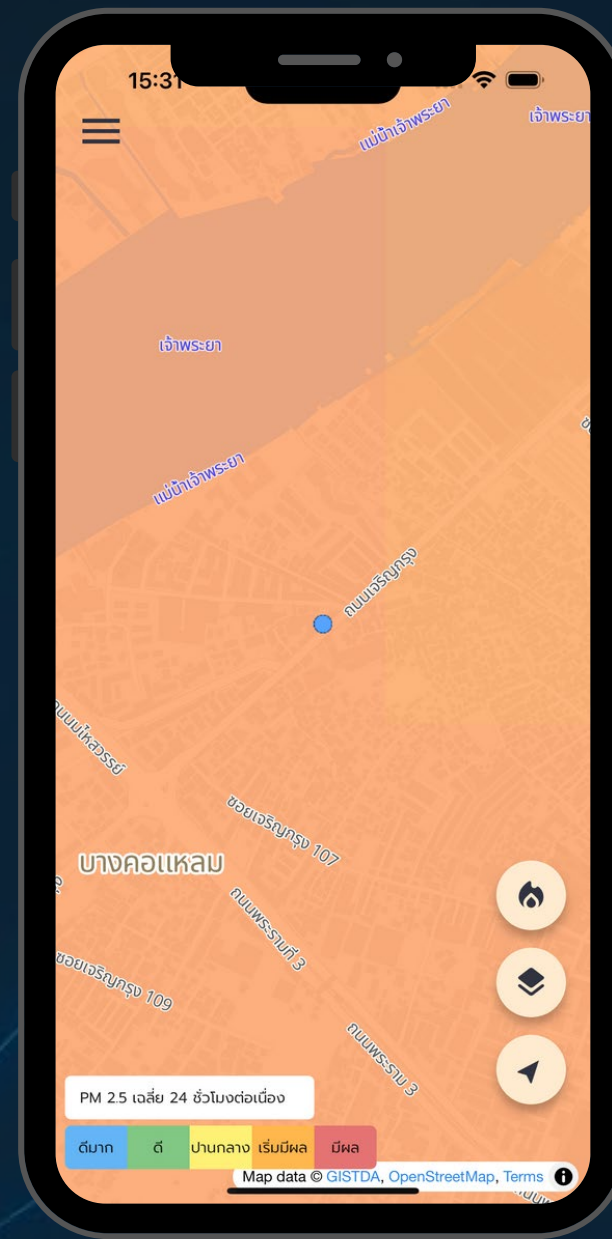 15:31
เจ้าพระยา
แม่น้ำเจ้าพระยา
เจ้าพระยา
แม่น้ำเจ้าพระยา
ถนนเจริญกรุง
ถนนมไหสวรรย์
ซอยเจริญกรุง 107
บางคอแหลม
ถนนพระรามที่ 3
ซอยเจริญกรุง 109
ถนนพระราม 3
PM 2.5 เฉลี่ย 24 ชั่วโมงต่อเนื่อง
ดีมาก ดี ปานกลาง เริ่มมีผล มีผล
Map data © GISTDA, OpenStreetMap, Terms